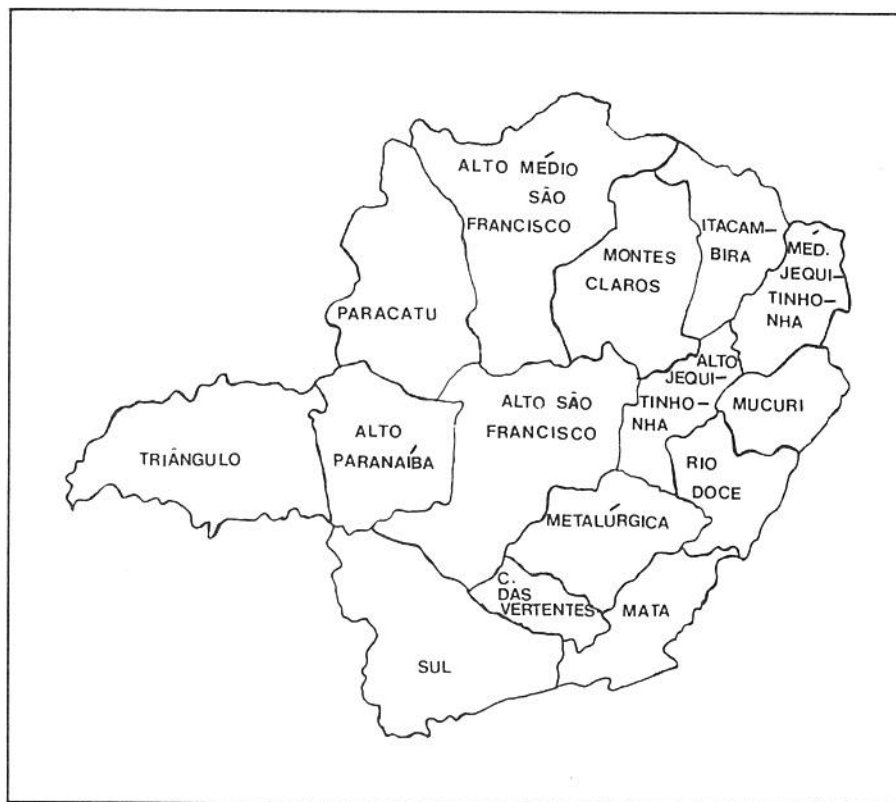 ALTO MÉDIO
SÃO
FRANCISCO
ITACAM—
BIRA
MÉD.
JEQUI—
TINHO—
NHA
MONTES
CLAROS
PARACATU
ALTO
JEQUI—
TINHO—
NHA
MUCURI
ALTO SÃO
FRANCISCO
ALTO
PARANAÍBA
TRIÂNGULO
RIO
DOCE
METALÚRGICA
C.
DAS
VERTENTES
MATA
SUL